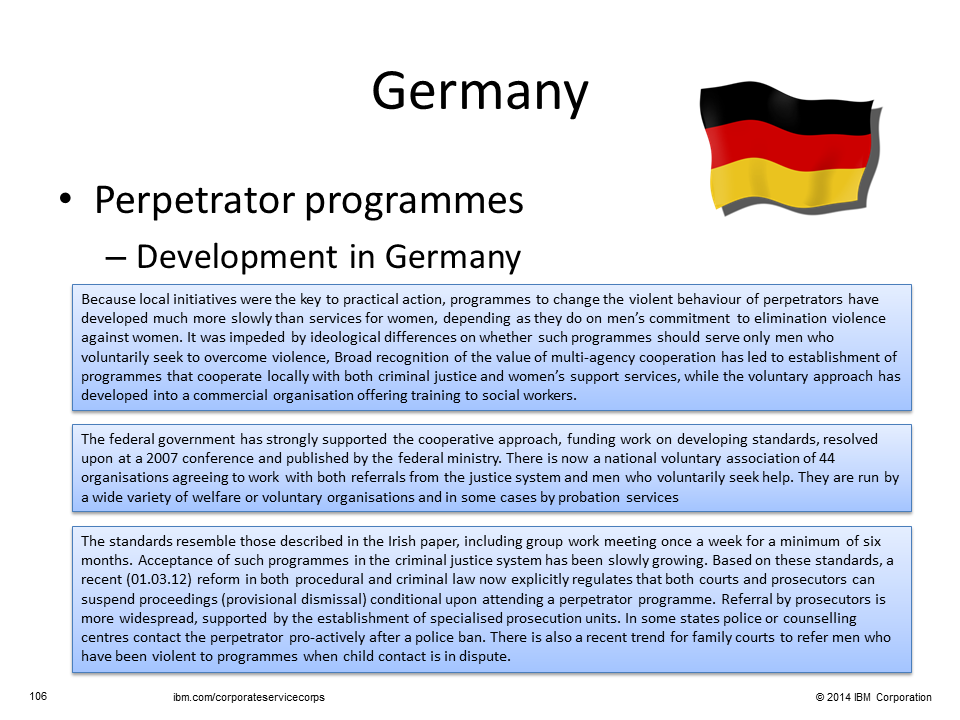 Germany
• Perpetrator programmes
– Development in Germany
Because local initiatives were the key to practical action, programmes to change the violent behaviour of perpetrators have
developed much more slowly than services for women, depending as they do on men’s commitment to elimination violence
against women. It was impeded by ideological differences on whether such programmes should serve only men who
voluntarily seek to overcome violence, Broad recognition of the value of multi-agency cooperation has led to establishment of
programmes that cooperate locally with both criminal justice and women’s support services, while the voluntary approach has
developed into a commercial organisation offering training to social workers.
The federal government has strongly supported the cooperative approach, funding work on developing standards, resolved
upon at a 2007 conference and published by the federal ministry. There is now a national voluntary association of 44
organisations agreeing to work with both referrals from the justice system and men who voluntarily seek help. They are run by
a wide variety of welfare or voluntary organisations and in some cases by probation services
The standards resemble those described in the Irish paper, including group work meeting once a week for a minimum of six
months. Acceptance of such programmes in the criminal justice system has been slowly growing. Based on these standards, a
recent (01.03.12) reform in both procedural and criminal law now explicitly regulates that both courts and prosecutors can
suspend proceedings (provisional dismissal) conditional upon attending a perpetrator programme. Referral by prosecutors is
more widespread, supported by the establishment of specialised prosecution units. In some states police or counselling
centres contact the perpetrator pro-actively after a police ban. There is also a recent trend for family courts to refer men who
have been violent to programmes when child contact is in dispute.
106
ibm.com/corporateservicecorps
© 2014 IBM Corporation